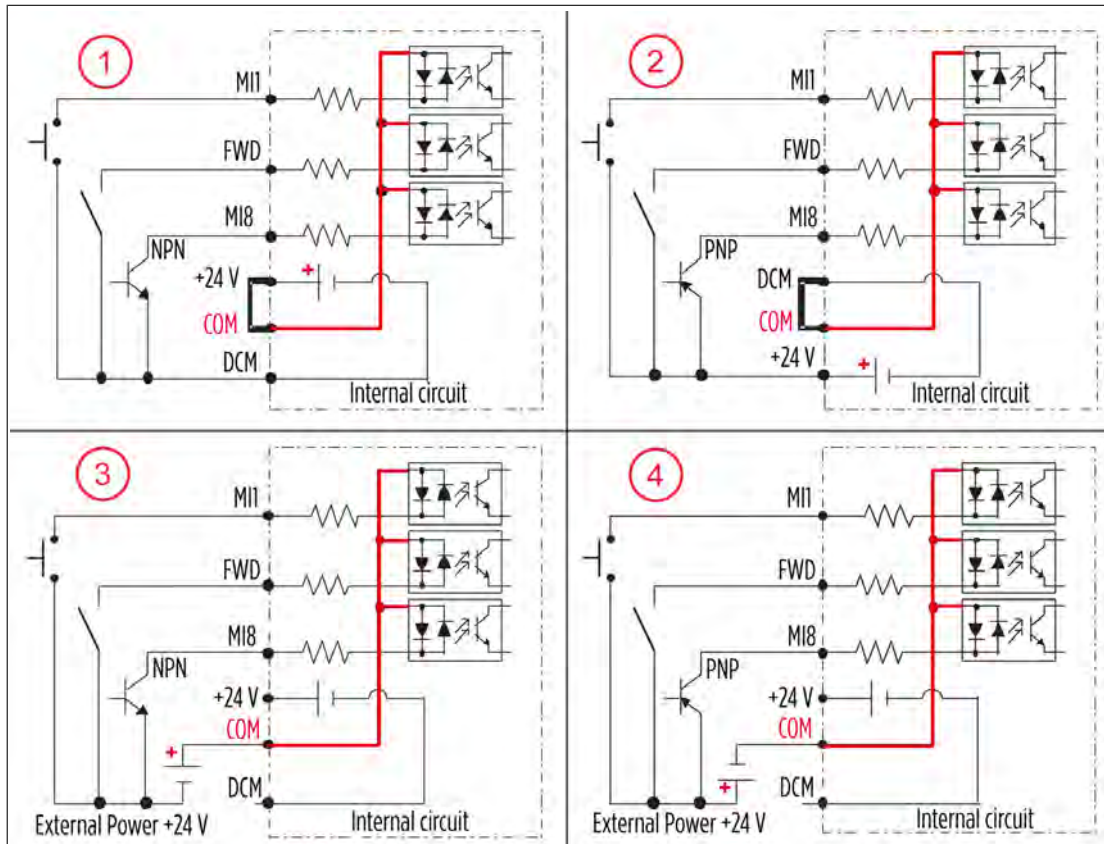 1
MI1
FWD
MI8
NPN
+24 V
+
COM
DCM
Internal circuit
2
MI1
FWD
MI8
PNP
DCM
COM
+24 V
+
Internal circuit
3
MI1
FWD
MI8
NPN
+24 V
COM
+
DCM
External Power +24 V
Internal circuit
4
MI1
FWD
MI8
PNP
+24 V
COM
+
DCM
External Power +24 V
Internal circuit